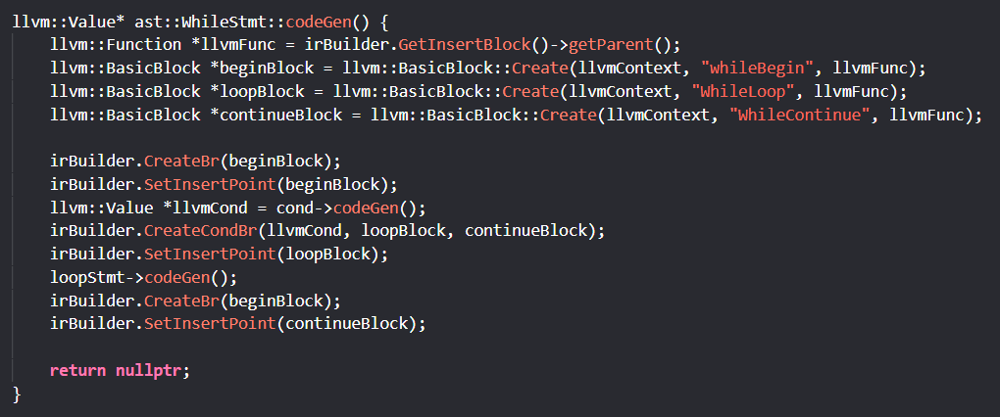 llvm::Value* ast::WhileStmt::codeGen() {
    llvm::Function *llvmFunc = irBuilder.GetInsertBlock()->getParent();
    llvm::BasicBlock *beginBlock = llvm::BasicBlock::Create(llvmContext, "whileBegin", llvmFunc);
    llvm::BasicBlock *loopBlock = llvm::BasicBlock::Create(llvmContext, "WhileLoop", llvmFunc);
    llvm::BasicBlock *continueBlock = llvm::BasicBlock::Create(llvmContext, "WhileContinue", llvmFunc);

    irBuilder.CreateBr(beginBlock);
    irBuilder.SetInsertPoint(beginBlock);
    llvm::Value *llvmCond = cond->codeGen();
    irBuilder.CreateCondBr(llvmCond, loopBlock, continueBlock);
    irBuilder.SetInsertPoint(loopBlock);
    loopStmt->codeGen();
    irBuilder.CreateBr(beginBlock);
    irBuilder.SetInsertPoint(continueBlock);

    return nullptr;
}